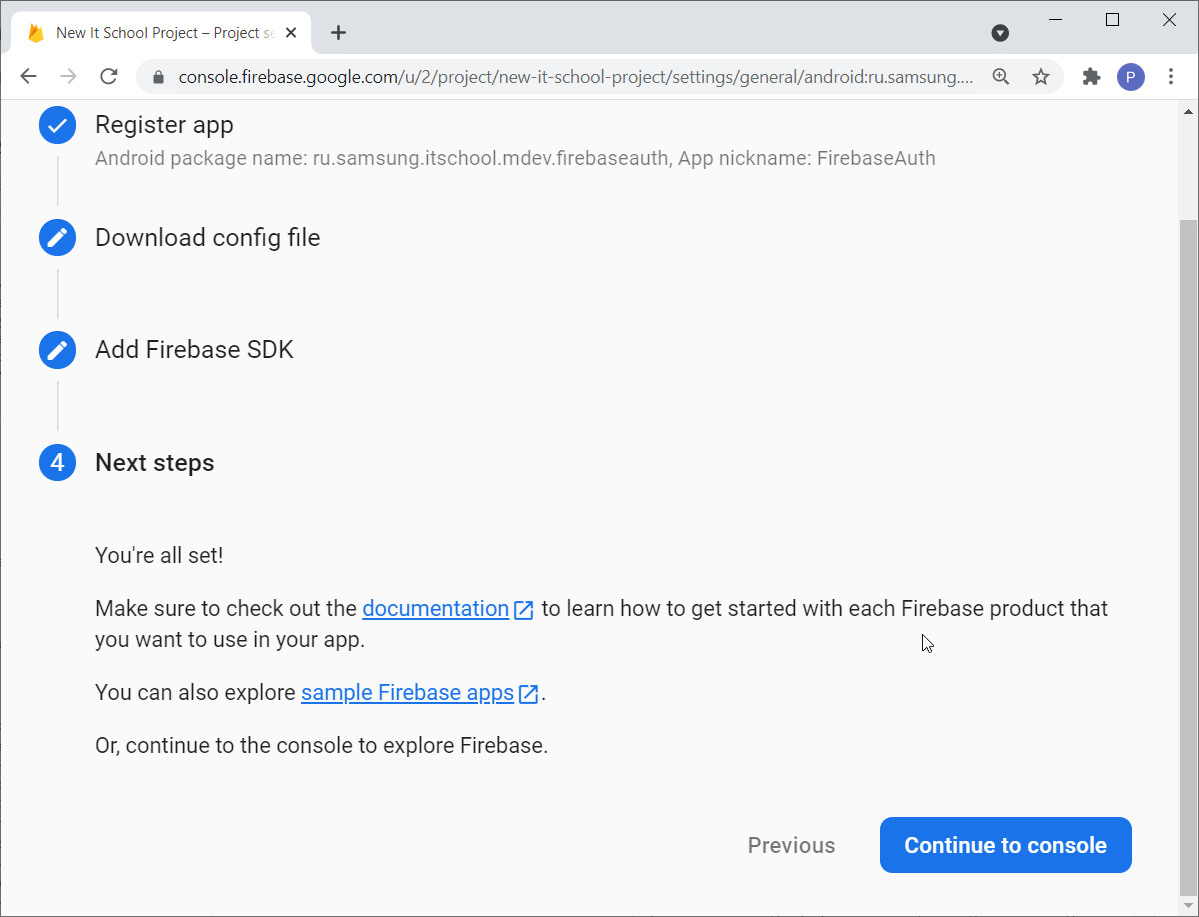 New It School Project – Project se
console.firebase.google.com/u/2/project/new-it-school-project/settings/general/android:ru.samsung....
P
Register app
Android package name: ru.samsung.itschool.mdev.firebaseauth, App nickname: FirebaseAuth
Download config file
Add Firebase SDK
4 Next steps
You're all set!
Make sure to check out the documentation to learn how to get started with each Firebase product that
you want to use in your app.
You can also explore sample Firebase apps.
Or, continue to the console to explore Firebase.
Previous Continue to console